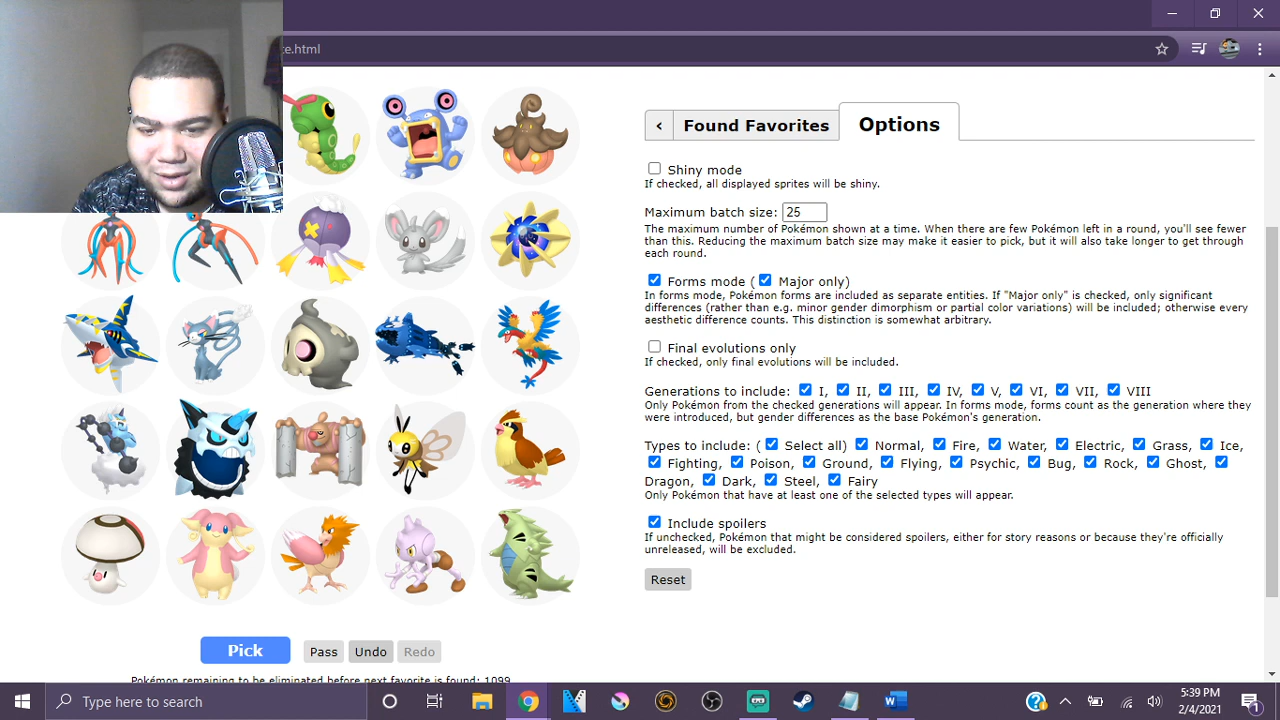 te.html
Found Favorites
Options
Shiny mode
If checked, all displayed sprites will be shiny.
Maximum batch size: 25
The maximum number of Pokémon shown at a time. When there are few Pokémon left in a round, you'll see fewer
than this. Reducing the maximum batch size may make it easier to pick, but it will also take longer to get through
each round.
Forms mode ( Major only)
In forms mode, Pokémon forms are included as separate entities. If "Major only" is checked, only significant
differences (rather than e.g. minor gender dimorphism or partial color variations) will be included; otherwise every
aesthetic difference counts. This distinction is somewhat arbitrary.
Final evolutions only
If checked, only final evolutions will be included.
Generations to include: I, II, III, IV, V, VI, VII, VIII
Only Pokémon from the checked generations will appear. In forms mode, forms count as the generation where they
were introduced, but gender differences as the base Pokémon's generation.
Types to include: ( Select all) Normal, Fire, Water, Electric, Grass, Ice,
Fighting, Poison, Ground, Flying, Psychic, Bug, Rock, Ghost,
Dragon, Dark, Steel, Fairy
Only Pokémon that have at least one of the selected types will appear.
Include spoilers
If unchecked, Pokémon that might be considered spoilers, either for story reasons or because they're officially
unreleased, will be excluded.
Reset
Pick Pass Undo Redo
Pokémon remaining to be eliminated before next favorite is found: 1099
Type here to search
5:39 PM
2/4/2021